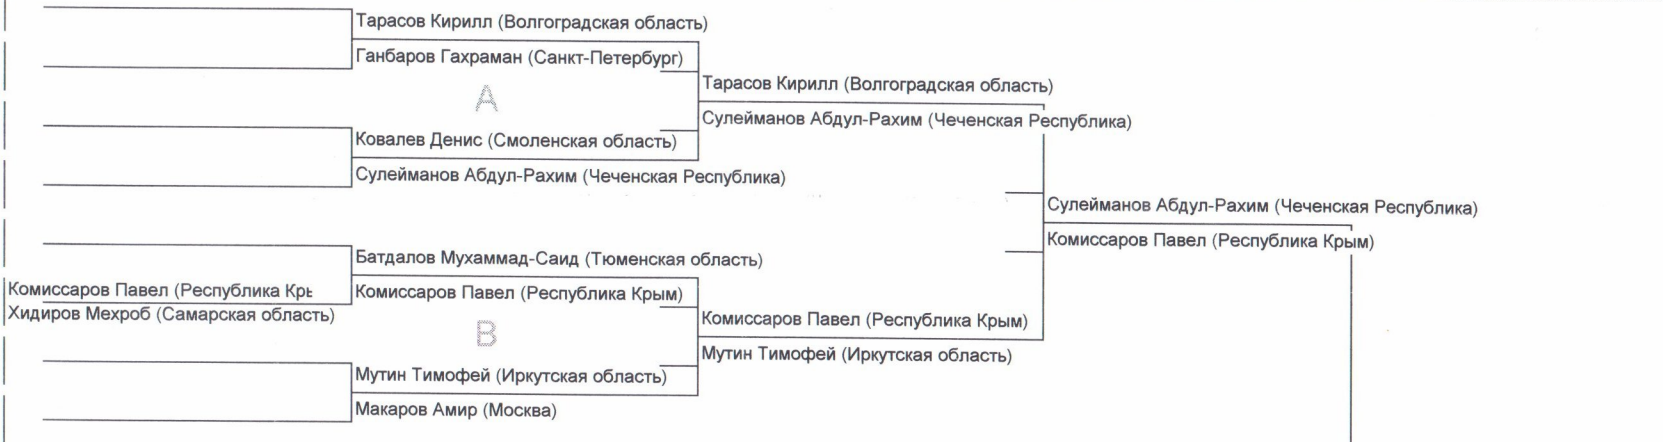 Тарасов Кирилл (Волгоградская область)
Ганбаров Гахраман (Санкт-Петербург)
Тарасов Кирилл (Волгоградская область)
A
Сулейманов Абдул-Рахим (Чеченская Республика)
Ковалев Денис (Смоленская область)
Сулейманов Абдул-Рахим (Чеченская Республика)
Сулейманов Абдул-Рахим (Чеченская Республика)
Комиссаров Павел (Республика Крым)
Батдалов Мухаммад-Саид (Тюменская область)
Комиссаров Павел (Республика Кры
Комиссаров Павел (Республика Крым)
Хидиров Мехроб (Самарская область)
Комиссаров Павел (Республика Крым)
B
Мутин Тимофей (Иркутская область)
Мутин Тимофей (Иркутская область)
Макаров Амир (Москва)